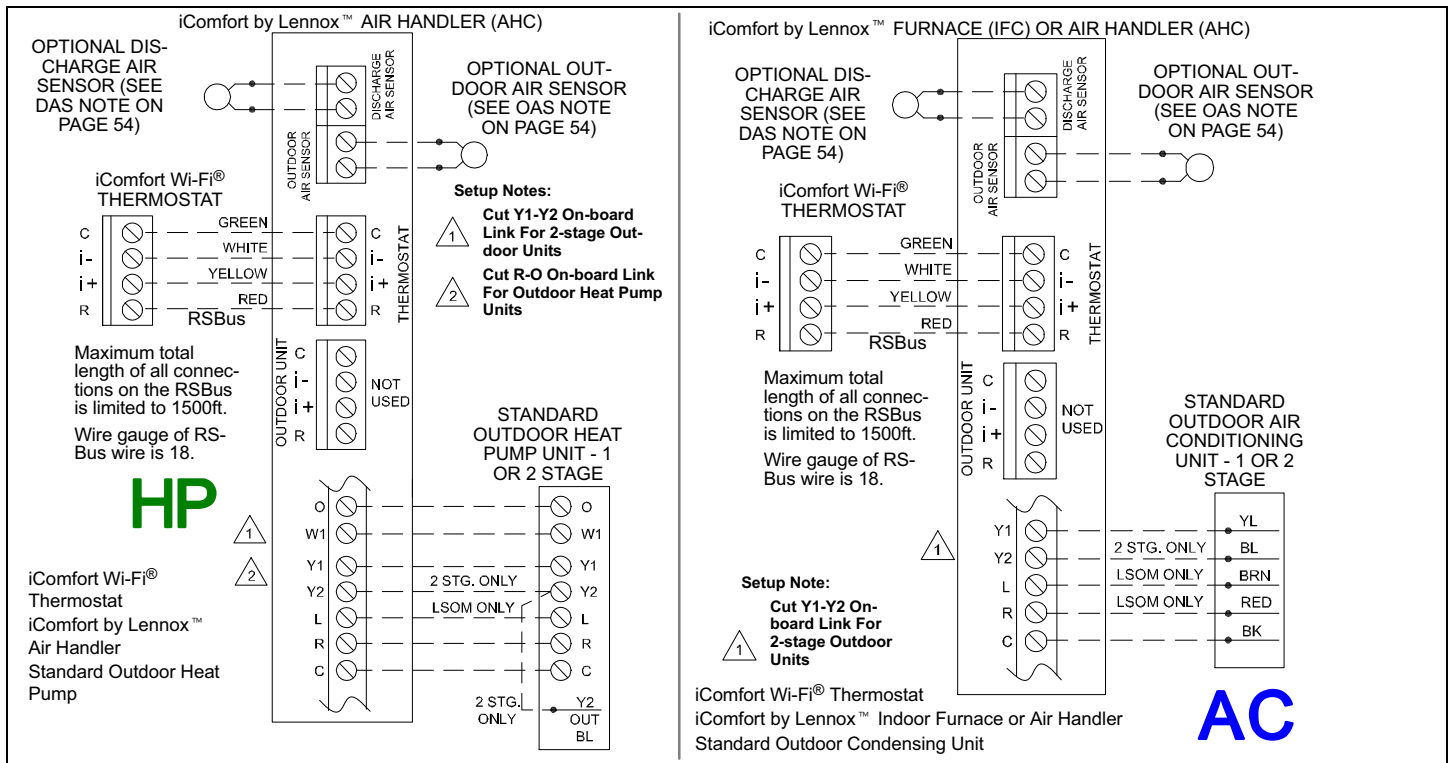 iComfort by Lennox™ AIR HANDLER (AHC)
OPTIONAL DIS-
CHARGE AIR
SENSOR (SEE
DAS NOTE ON
PAGE 54)
DISCHARGE
AIR SENSOR
OPTIONAL OUT-
DOOR AIR SENSOR
(SEE OAS NOTE
ON PAGE 54)
OUTDOOR
AIR SENSOR
iComfort Wi-Fi®
THERMOSTAT
C
i-
i+
R
GREEN
WHITE
YELLOW
RED
RSBus
C
i-
i+
R
THERMOSTAT
Setup Notes:
1
Cut Y1-Y2 On-board
Link For 2-stage Out-
door Units
2
Cut R-O On-board Link
For Outdoor Heat Pump
Units
Maximum total
length of all connec-
tions on the RSBus
is limited to 1500ft.
Wire gauge of RS-
Bus wire is 18.
OUTDOOR UNIT
C
i-
i+
R
NOT
USED
STANDARD
OUTDOOR HEAT
PUMP UNIT - 1
OR 2 STAGE
HP
1
2
O
W1
Y1
Y2
L
R
C
2 STG. ONLY
LSOM ONLY
O
W1
Y1
Y2
L
R
C
2 STG.
ONLY
Y2
OUT
BL
iComfort Wi-Fi®
Thermostat
iComfort by Lennox™
Air Handler
Standard Outdoor Heat
Pump
iComfort by Lennox™ FURNACE (IFC) OR AIR HANDLER (AHC)
OPTIONAL DIS-
CHARGE AIR
SENSOR (SEE
DAS NOTE ON
PAGE 54)
DISCHARGE
AIR SENSOR
OPTIONAL OUT-
DOOR AIR SENSOR
(SEE OAS NOTE
ON PAGE 54)
OUTDOOR
AIR SENSOR
iComfort Wi-Fi®
THERMOSTAT
C
i-
i+
R
GREEN
WHITE
YELLOW
RED
RSBus
C
i-
i+
R
THERMOSTAT
Maximum total
length of all connec-
tions on the RSBus
is limited to 1500ft.
Wire gauge of RS-
Bus wire is 18.
OUTDOOR UNIT
C
i-
i+
R
NOT
USED
STANDARD
OUTDOOR AIR
CONDITIONING
UNIT - 1 OR 2
STAGE
1
Y1
Y2
L
R
C
2 STG. ONLY
LSOM ONLY
LSOM ONLY
YL
BL
BRN
RED
BK
Setup Note:
1
Cut Y1-Y2 On-
board Link For
2-stage Outdoor
Units
iComfort Wi-Fi® Thermostat
iComfort by Lennox™ Indoor Furnace or Air Handler
Standard Outdoor Condensing Unit
AC